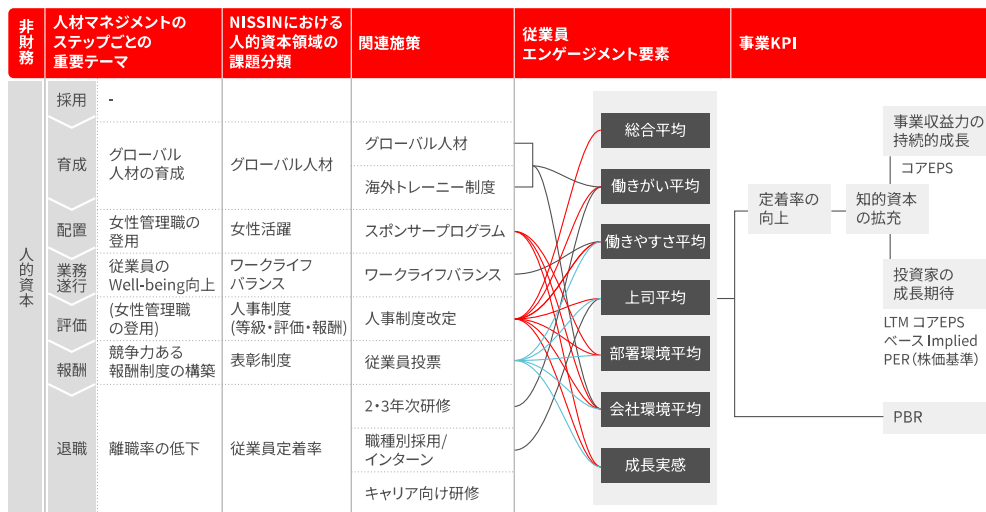 非財務
人材マネジメントの
ステップごとの
重要テーマ
NISSINにおける
人的資本領域の
課題分類
関連施策
従業員
エンゲージメント要素
事業KPI
人的資本
採用
-
育成
グローバル
人材の育成
グローバル人材
グローバル人材
海外トレーニー制度
配置
女性管理職の
登用
女性活躍
スポンサープログラム
業務
遂行
従業員の
Well-being向上
ワークライフ
バランス
ワークライフバランス
評価
(女性管理職
の登用)
人事制度
(等級・評価・報酬)
人事制度改定
報酬
競争力ある
報酬制度の構築
表彰制度
従業員投票
退職
離職率の低下
従業員定着率
2・3年次研修
職種別採用/
インターン
キャリア向け研修
総合平均
働きがい平均
働きやすさ平均
上司平均
部署環境平均
会社環境平均
成長実感
定着率の
向上
知的資本
の拡充
事業収益力の
持続的成長
コアEPS
投資家の
成長期待
LTM コアEPS
ベース Implied
PER（株価基準）
PBR